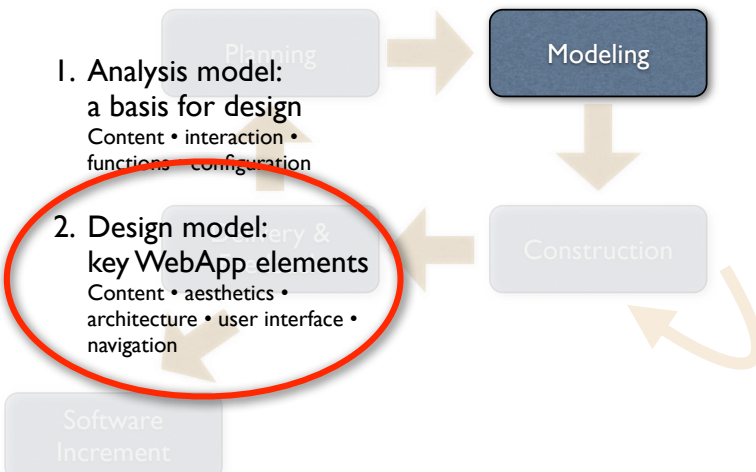 Planning
Modeling
1. Analysis model:
a basis for design
Content • interaction •
functions • configuration
2. Design model:
key WebApp elements
Content • aesthetics •
architecture • user interface •
navigation
Delivery &
Construction
Software
Increment